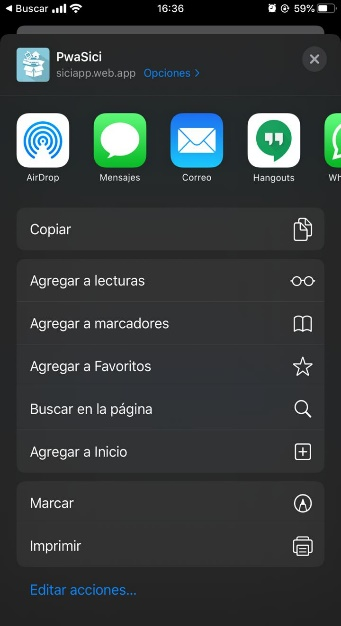 Buscar 16:36 59%
PwaSici
siciapp.web.app Opciones
AirDrop Mensajes Correo Hangouts Wh
Copiar
Agregar a lecturas
Agregar a marcadores
Agregar a Favoritos
Buscar en la página
Agregar a Inicio
Marcar
Imprimir
Editar acciones...